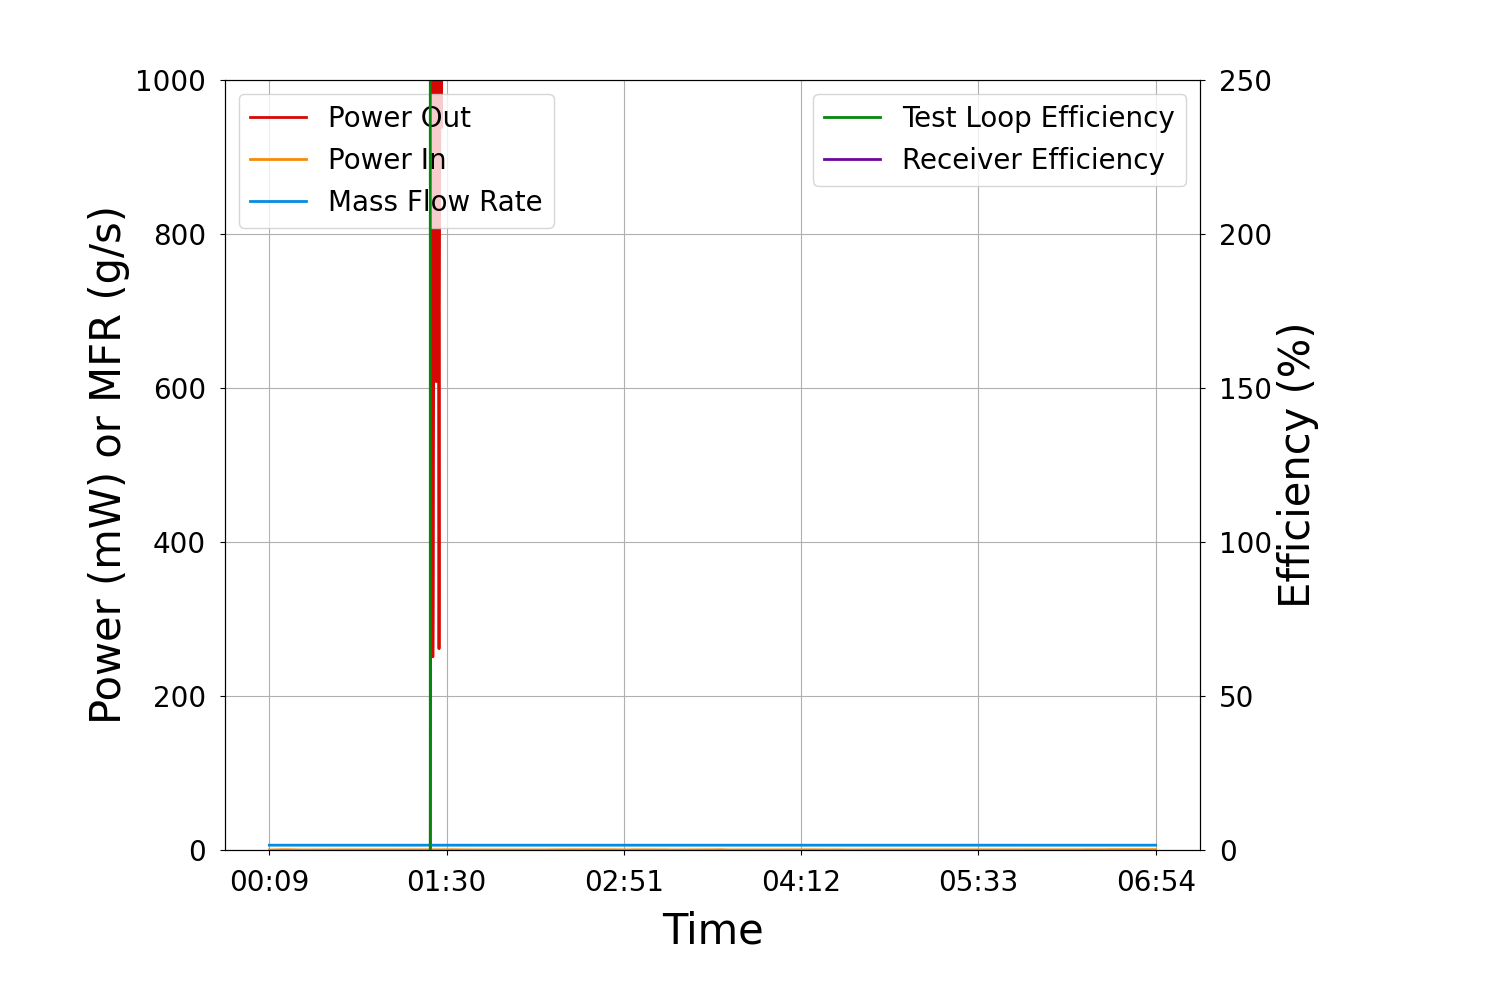 1000
800
600
400
200
0
Power (mW) or MFR (g/s)
Power Out
Power In
Mass Flow Rate
Test Loop Efficiency
Receiver Efficiency
250
200
150
100
50
0
Efficiency (%)
00:09 01:30 02:51 04:12 05:33 06:54
Time